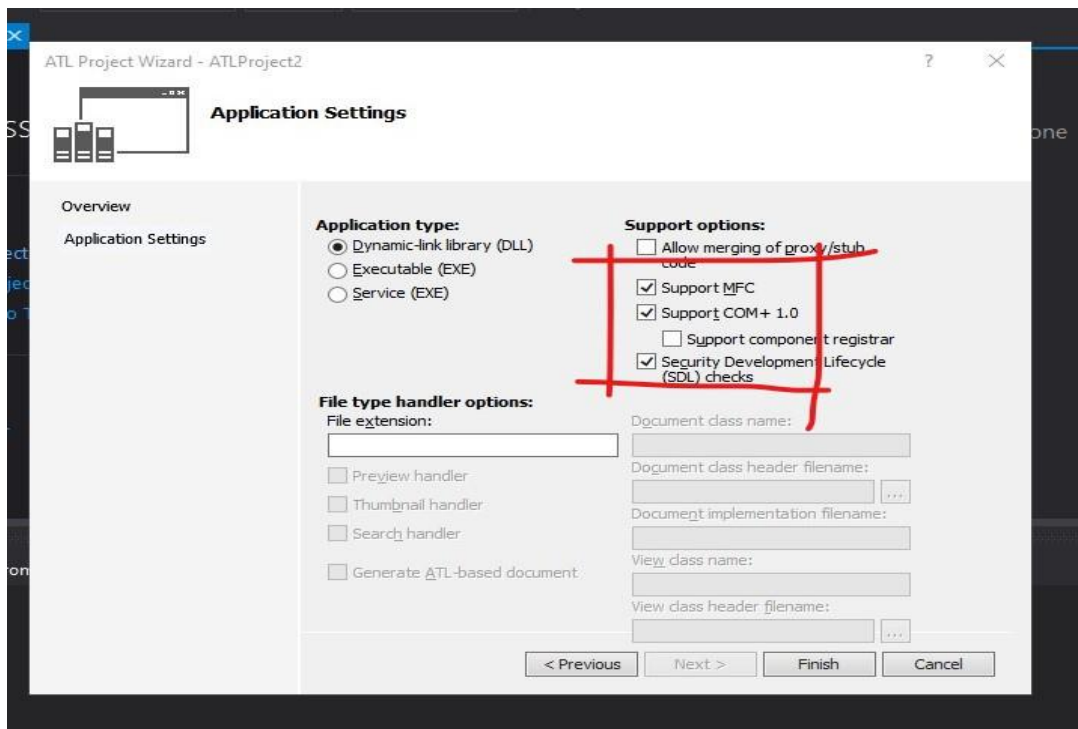 ATL Project Wizard - ATLProject2
?
Application Settings
one
Overview
Application Settings
Application type:
Dynamic-link library (DLL)
Executable (EXE)
Service (EXE)
Support options:
Allow merging of proxy/stub
code
Support MFC
Support COM+ 1.0
Support component registrar
Security Development Lifecycle
(SDL) checks
File type handler options:
File extension:
Preview handler
Thumbnail handler
Search handler
Generate ATL-based document
Document class name:
Document class header filename:
...
Document implementation filename:
View class name:
View class header filename:
...
< Previous
Next >
Finish
Cancel